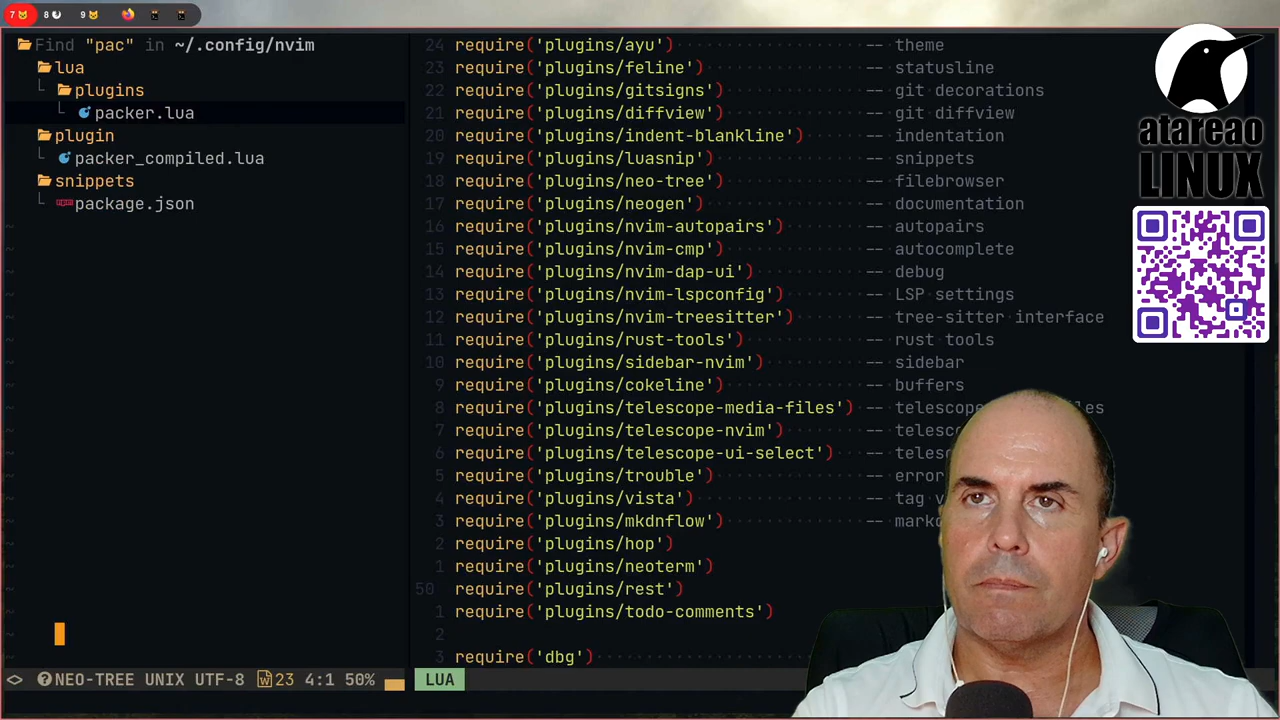 7 8 9
Find "pac" in ~/.config/nvim
lua
plugins
packer.lua
plugin
packer_compiled.lua
snippets
package.json
24 require('plugins/ayu') -- theme
23 require('plugins/feline') -- statusline
22 require('plugins/gitsigns') -- git decorations
21 require('plugins/diffview') -- git diffview
20 require('plugins/indent-blankline') -- indentation
19 require('plugins/luasnip') -- snippets
18 require('plugins/neo-tree') -- filebrowser
17 require('plugins/neogen') -- documentation
16 require('plugins/nvim-autopairs') -- autopairs
15 require('plugins/nvim-cmp') -- autocomplete
14 require('plugins/nvim-dap-ui') -- debug
13 require('plugins/nvim-lspconfig') -- LSP settings
12 require('plugins/nvim-treesitter') -- tree-sitter interface
11 require('plugins/rust-tools') -- rust tools
10 require('plugins/sidebar-nvim') -- sidebar
9 require('plugins/cokeline') -- buffers
8 require('plugins/telescope-media-files') --
7 require('plugins/telescope-nvim') --
6 require('plugins/telescope-ui-select') --
5 require('plugins/trouble') -- error
4 require('plugins/vista') -- tag
3 require('plugins/mkdnflow') --
2 require('plugins/hop')
1 require('plugins/neoterm')
50 require('plugins/rest')
1 require('plugins/todo-comments')
2
3 require('dbg')
<> NEO-TREE UNIX UTF-8 23 4:1 50% LUA
atareao
LINUX